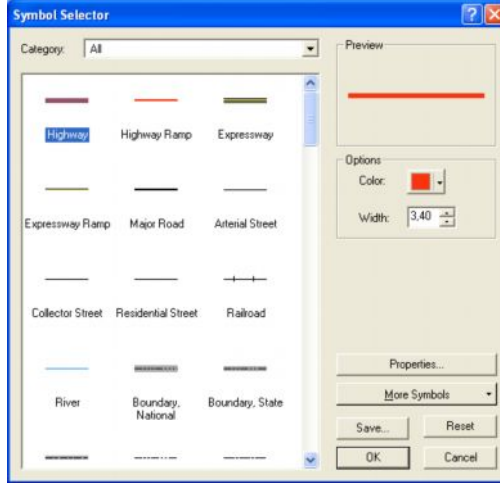 Symbol Selector
Category: All
Highway Highway Ramp Expressway
Expressway Ramp Major Road Arterial Street
Collector Street Residential Street Railroad
River Boundary, National Boundary, State
Preview
Options
Color:
Width: 3,40
Properties...
More Symbols
Save... Reset
OK Cancel